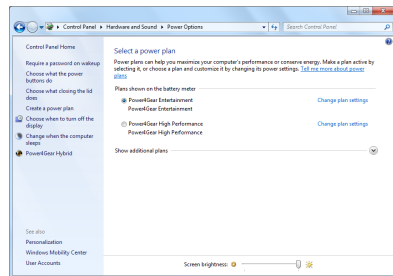 Control Panel ▸ Hardware and Sound ▸ Power Options
Search Control Panel
Control Panel Home
Require a password on wakeup
Choose what the power
buttons do
Choose what closing the lid
does
Create a power plan
Choose when to turn off the
display
Change when the computer
sleeps
Power4Gear Hybrid
Select a power plan
Power plans can help you maximize your computer's performance or conserve energy. Make a plan active by
selecting it, or choose a plan and customize it by changing its power settings. Tell me more about power
plans
Plans shown on the battery meter
Power4Gear Entertainment
Change plan settings
Power4Gear Entertainment
Power4Gear High Performance
Change plan settings
Power4Gear High Performance
Show additional plans
See also
Personalization
Windows Mobility Center
User Accounts
Screen brightness: